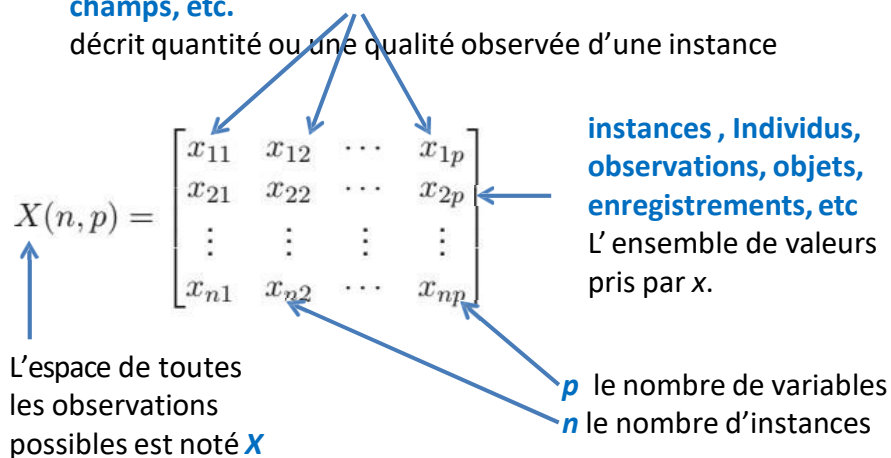 champs, etc.
décrit quantité ou une qualité observée d’une instance
instances , Individus,
observations, objets,
enregistrements, etc
L’ ensemble de valeurs
pris par x.
X(n, p) =
x11 x12 ⋯ x1p
x21 x22 ⋯ x2p
⋮ ⋮ ⋮ ⋮
xn1 xn2 ⋯ xnp
L’espace de toutes
les observations
possibles est noté X
p le nombre de variables
n le nombre d’instances